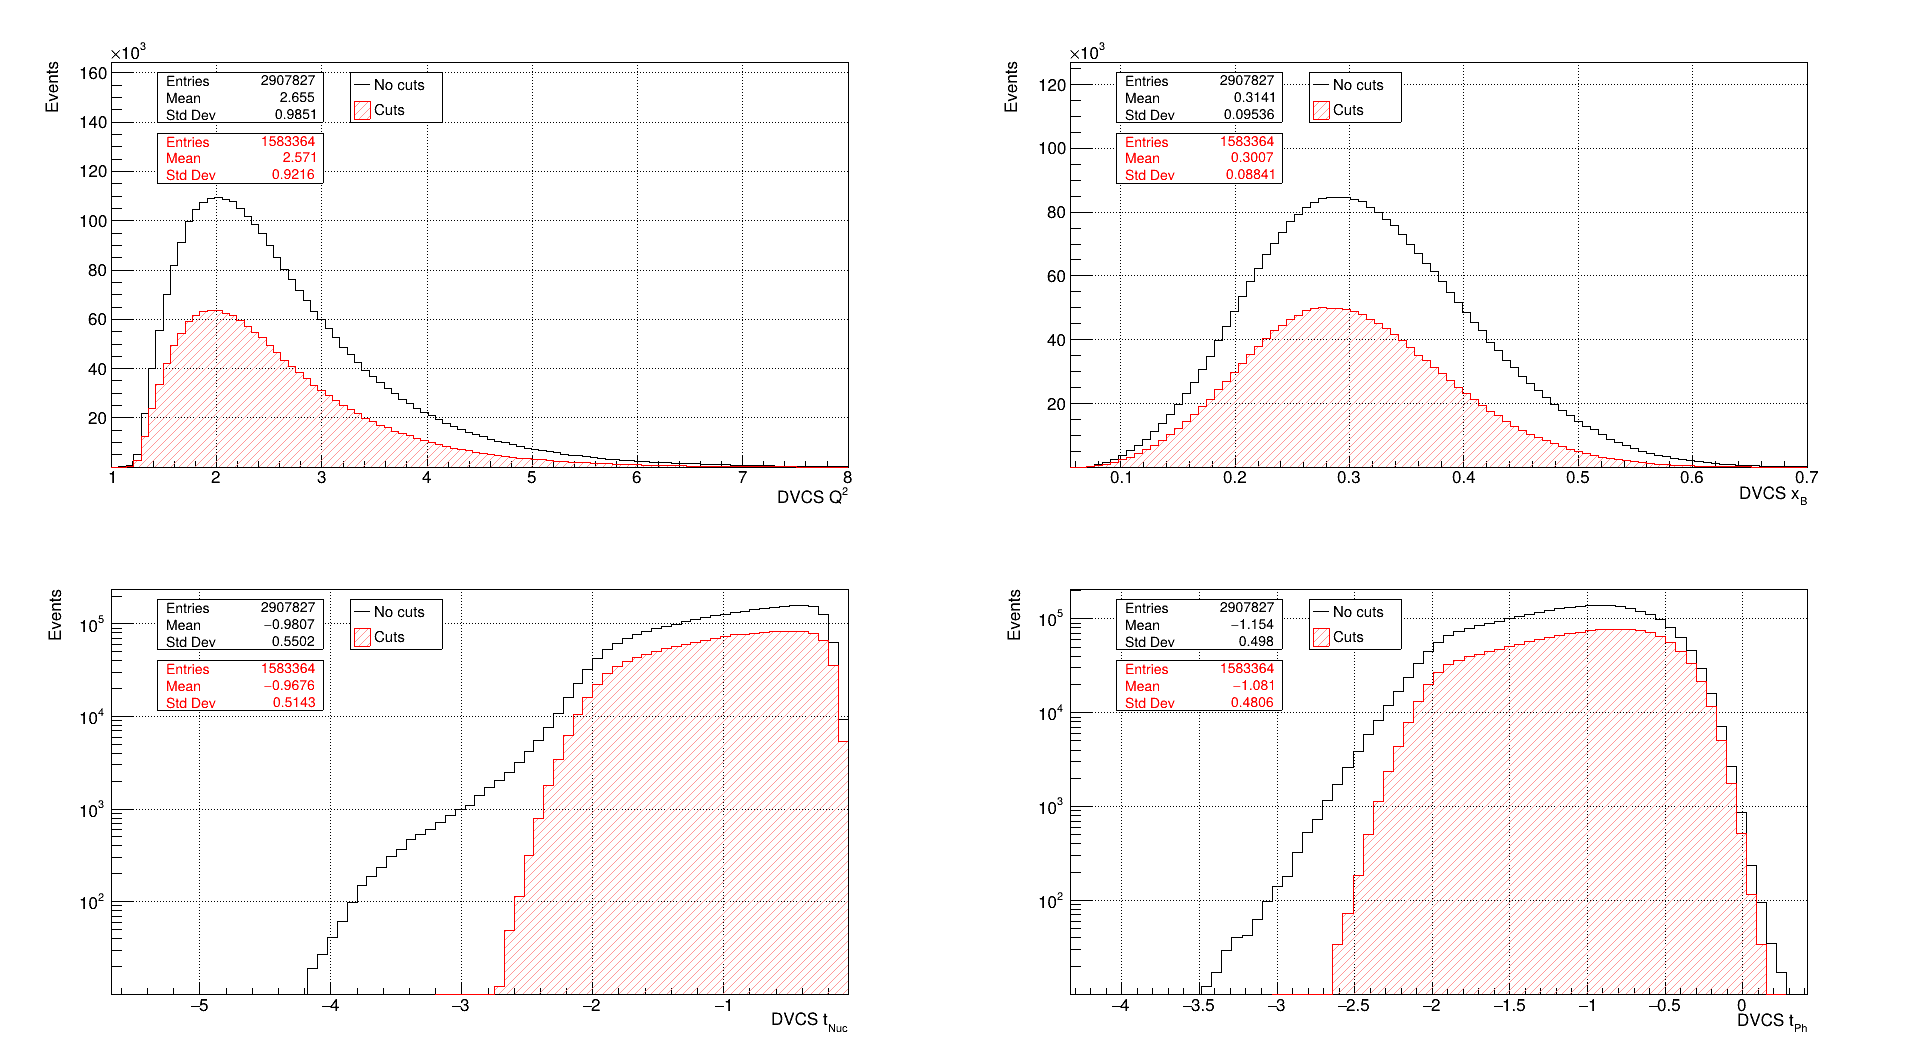 ×10³
Events
Entries 2907827
Mean 2.655
Std Dev 0.9851
Entries 1583364
Mean 2.571
Std Dev 0.9216
No cuts
Cuts
160
140
120
100
80
60
40
20
1 2 3 4 5 6 7 8
DVCS Q²
×10³
Events
Entries 2907827
Mean 0.3141
Std Dev 0.09536
Entries 1583364
Mean 0.3007
Std Dev 0.08841
No cuts
Cuts
120
100
80
60
40
20
0.1 0.2 0.3 0.4 0.5 0.6 0.7
DVCS x_B
Events
Entries 2907827
Mean −0.9807
Std Dev 0.5502
Entries 1583364
Mean −0.9676
Std Dev 0.5143
No cuts
Cuts
10⁵
10⁴
10³
10²
−5 −4 −3 −2 −1
DVCS t_Nuc
Events
Entries 2907827
Mean −1.154
Std Dev 0.498
Entries 1583364
Mean −1.081
Std Dev 0.4806
No cuts
Cuts
10⁵
10⁴
10³
10²
−4 −3.5 −3 −2.5 −2 −1.5 −1 −0.5 0
DVCS t_Ph